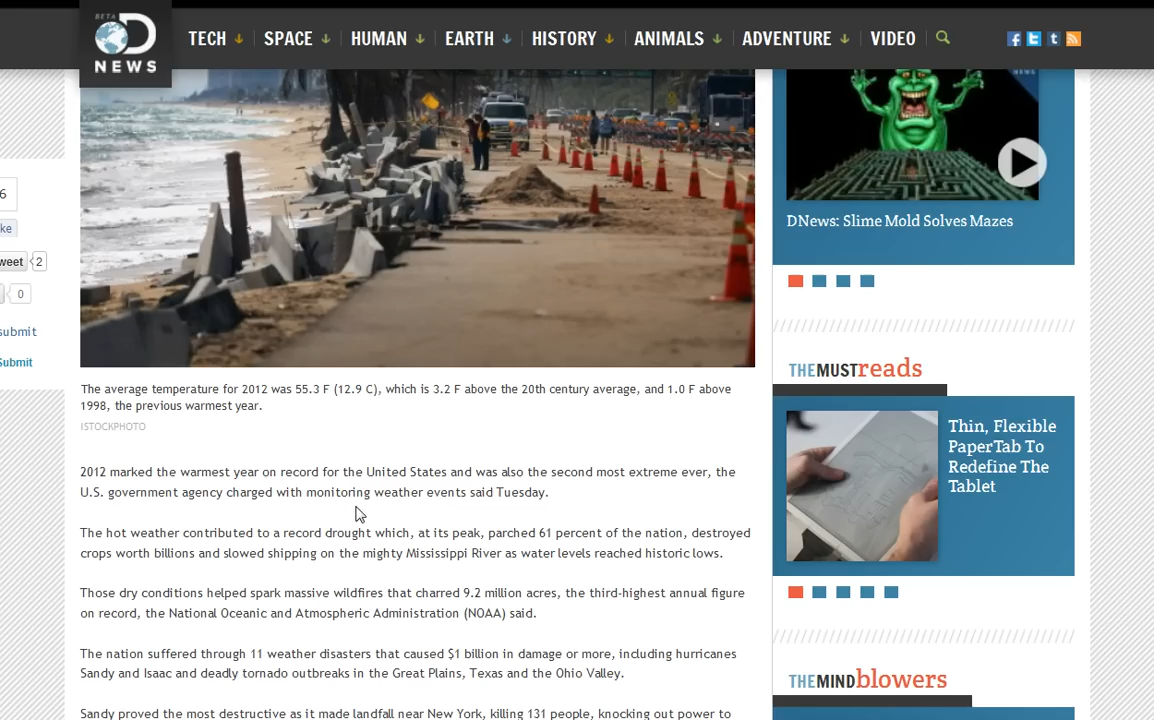 BETA
D
NEWS
TECH SPACE HUMAN EARTH HISTORY ANIMALS ADVENTURE VIDEO
NEWS
DNews: Slime Mold Solves Mazes
6
ke
weet 2
0
submit
Submit
The average temperature for 2012 was 55.3 F (12.9 C), which is 3.2 F above the 20th century average, and 1.0 F above
1998, the previous warmest year.
ISTOCKPHOTO
2012 marked the warmest year on record for the United States and was also the second most extreme ever, the
U.S. government agency charged with monitoring weather events said Tuesday.
The hot weather contributed to a record drought which, at its peak, parched 61 percent of the nation, destroyed
crops worth billions and slowed shipping on the mighty Mississippi River as water levels reached historic lows.
Those dry conditions helped spark massive wildfires that charred 9.2 million acres, the third-highest annual figure
on record, the National Oceanic and Atmospheric Administration (NOAA) said.
The nation suffered through 11 weather disasters that caused $1 billion in damage or more, including hurricanes
Sandy and Isaac and deadly tornado outbreaks in the Great Plains, Texas and the Ohio Valley.
Sandy proved the most destructive as it made landfall near New York, killing 131 people, knocking out power to
THEMUSTreads
Thin, Flexible
PaperTab To
Redefine The
Tablet
THEMINDblowers